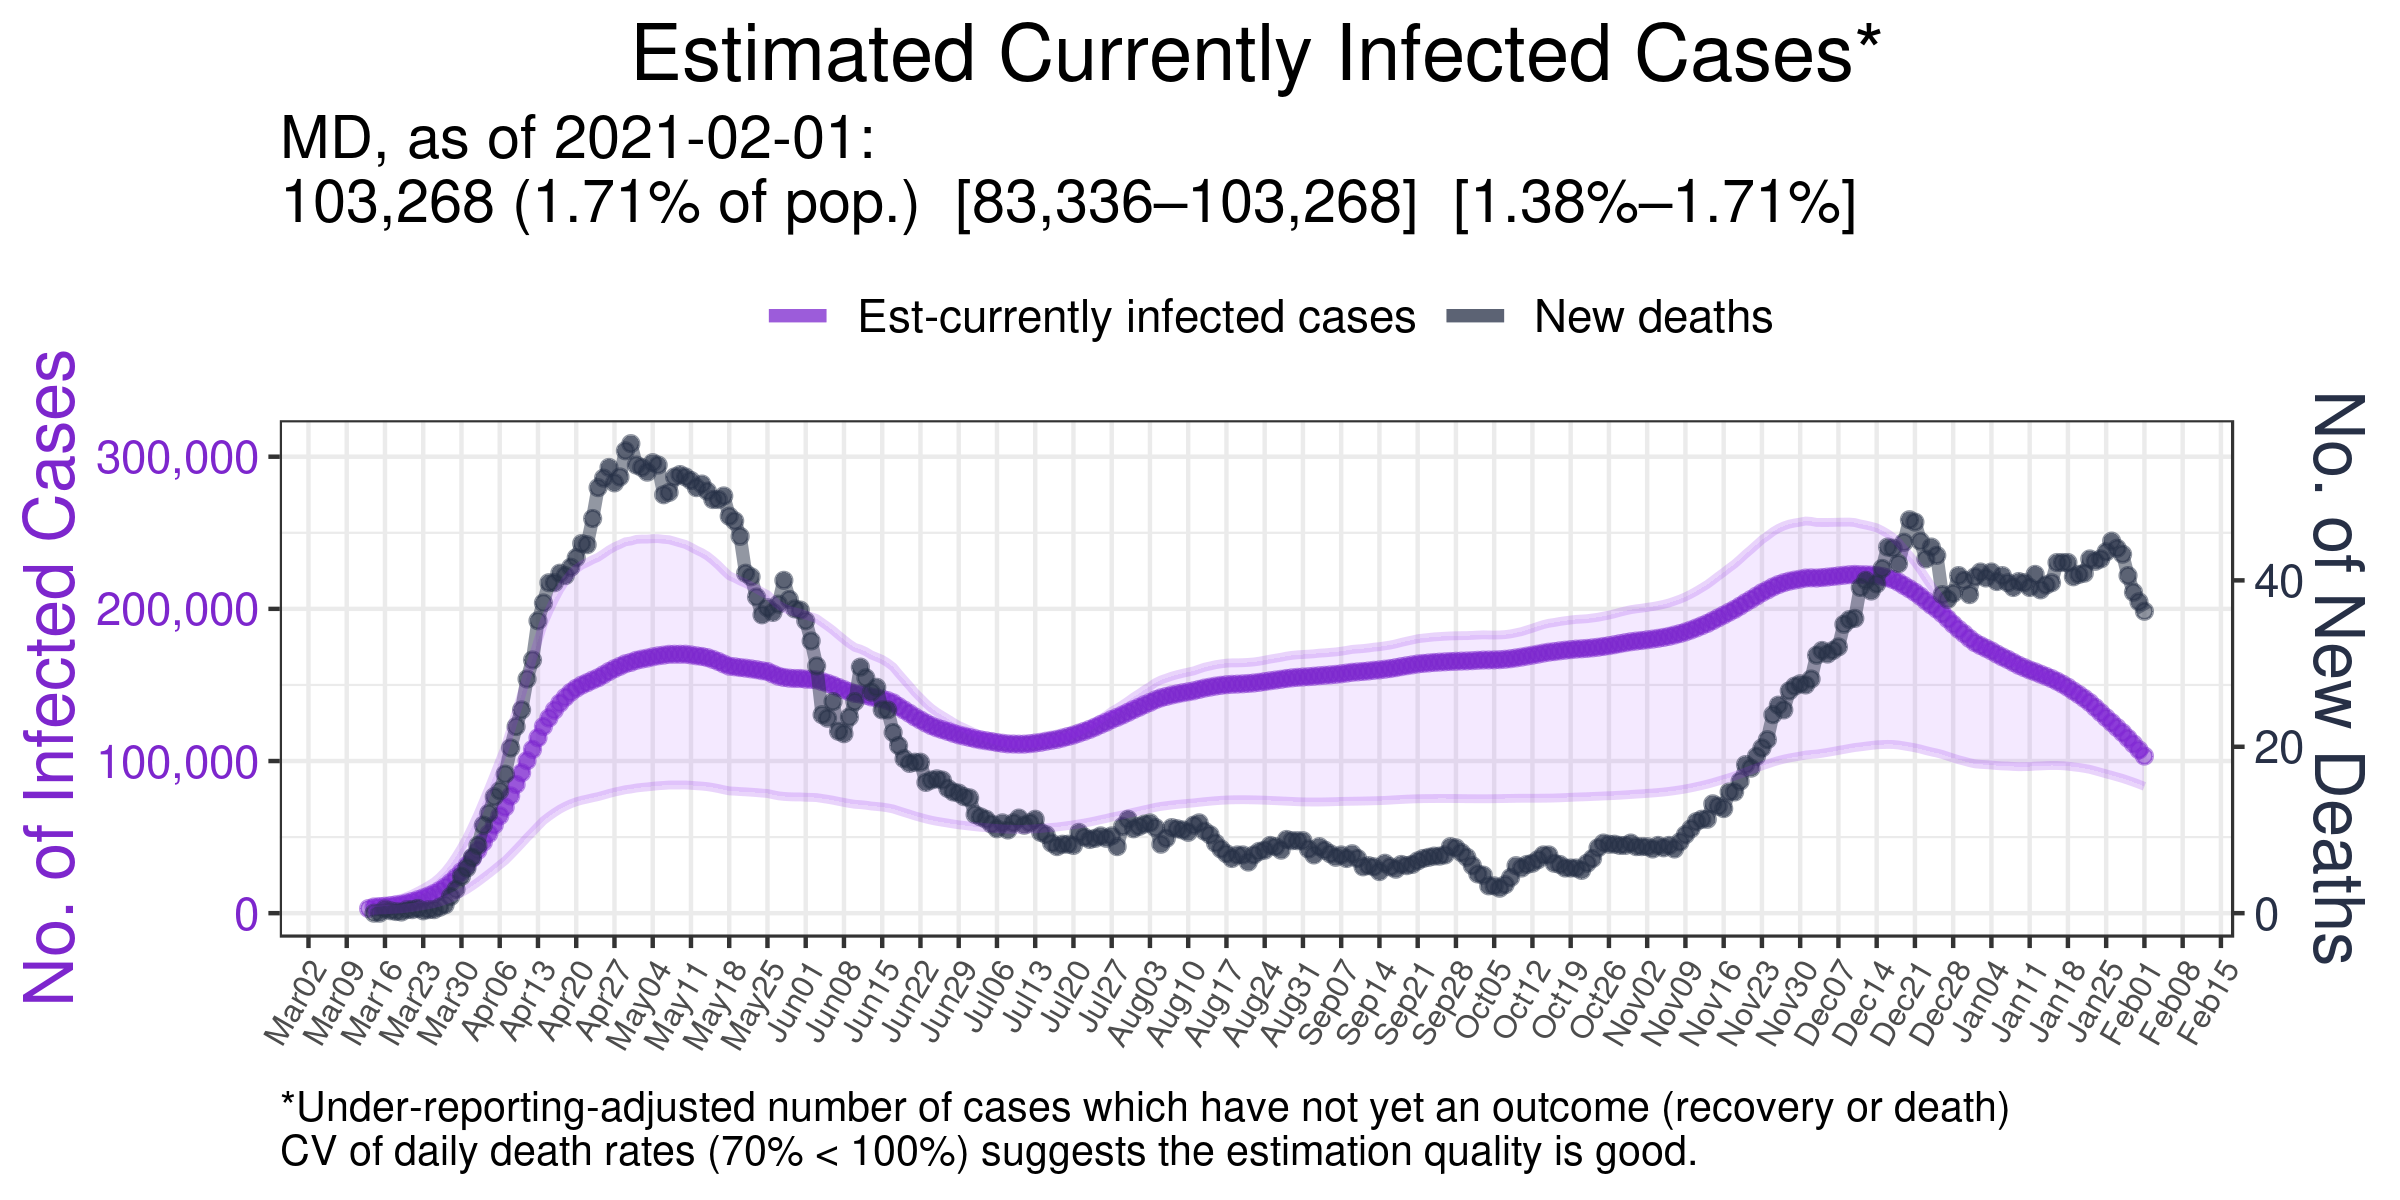 Estimated Currently Infected Cases*
MD, as of 2021-02-01:
103,268 (1.71% of pop.)  [83,336–103,268]  [1.38%–1.71%]
Est-currently infected cases
New deaths
No. of Infected Cases
300,000
200,000
100,000
0
40
20
0
No. of New Deaths
Mar02
Mar09
Mar16
Mar23
Mar30
Apr06
Apr13
Apr20
Apr27
May04
May11
May18
May25
Jun01
Jun08
Jun15
Jun22
Jun29
Jul06
Jul13
Jul20
Jul27
Aug03
Aug10
Aug17
Aug24
Aug31
Sep07
Sep14
Sep21
Sep28
Oct05
Oct12
Oct19
Oct26
Nov02
Nov09
Nov16
Nov23
Nov30
Dec07
Dec14
Dec21
Dec28
Jan04
Jan11
Jan18
Jan25
Feb01
Feb08
Feb15
*Under-reporting-adjusted number of cases which have not yet an outcome (recovery or death)
CV of daily death rates (70% < 100%) suggests the estimation quality is good.